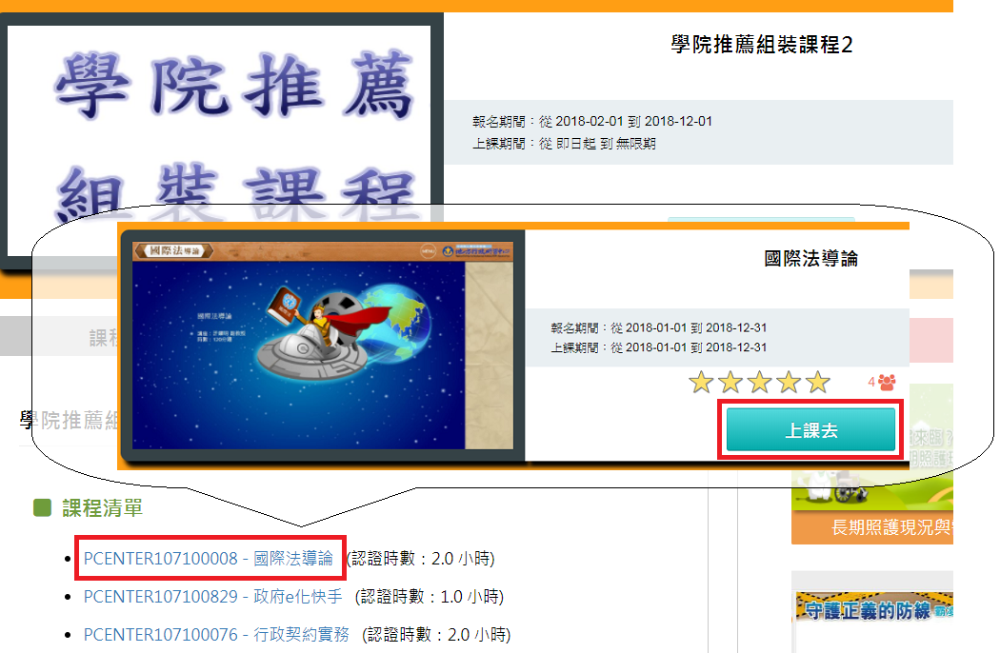 學院推薦
組裝課程
學院推薦組裝課程2
報名期間：從 2018-02-01 到 2018-12-01
上課期間：從 即日起 到 無限期
國際法導論
MENU
國際法導論
國際法導論
報名期間：從 2018-01-01 到 2018-12-31
上課期間：從 2018-01-01 到 2018-12-31
4
上課去
課程
學院推薦組
課程清單
PCENTER107100008 - 國際法導論 (認證時數：2.0 小時)
PCENTER107100829 - 政府e化快手 (認證時數：1.0 小時)
PCENTER107100076 - 行政契約實務 (認證時數：2.0 小時)
長期照護現況與
守護正義的防線